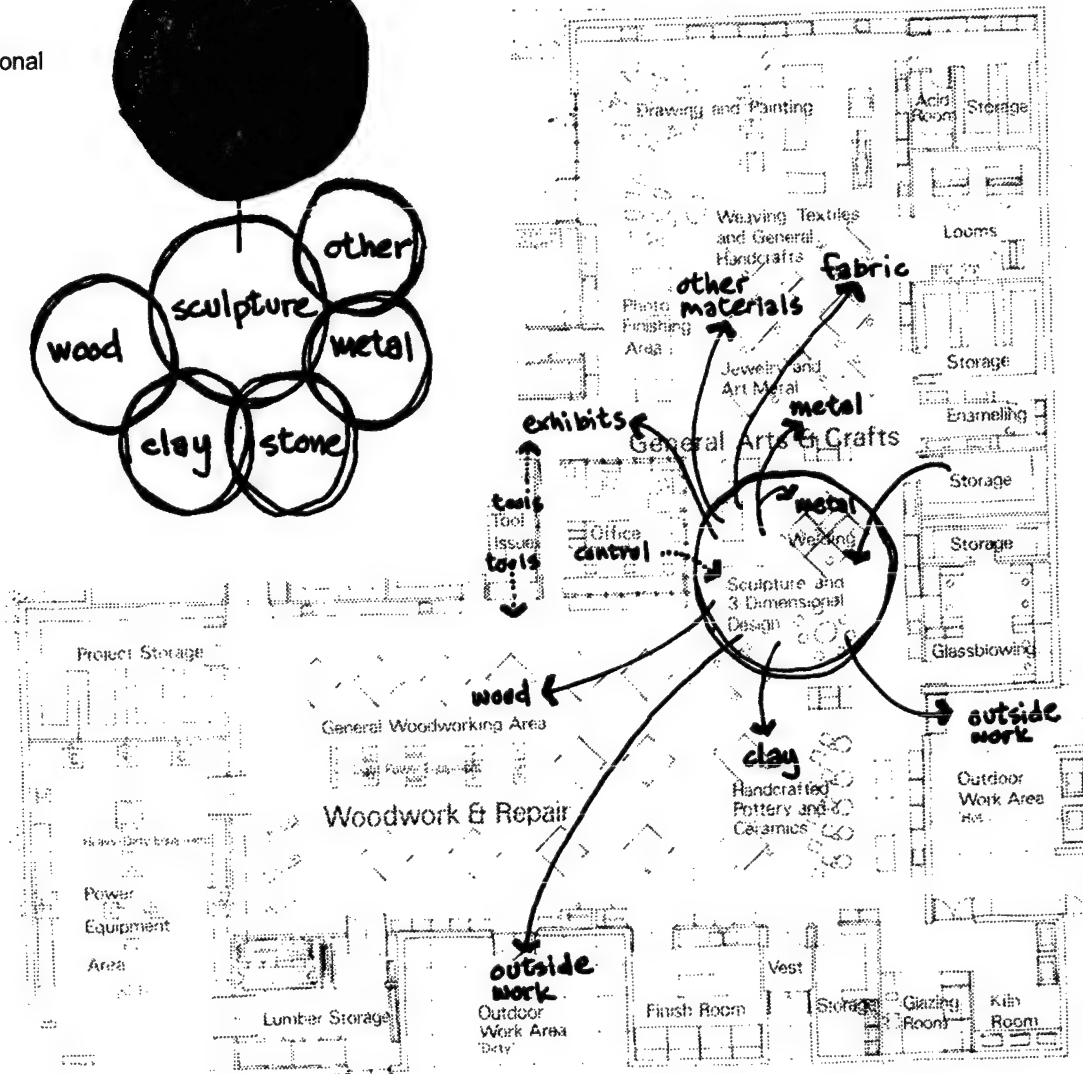 onal
other
sculpture
wood
metal
clay
stone
Drawing and Painting
Acid
Room
Storage
Weaving Textiles
and General
Handcrafts
Looms
fabric
other
materials
Photo
Finishing
Area
Storage
Jewelry and
Art Metal
metal
Enameling
exhibits
General Arts & Crafts
Storage
tools
Tool
Issue
tools
Office
control
metal
Welding
Storage
Sculpture and
3 Dimensional
Design
Glassblowing
Project Storage
wood
General Woodworking Area
outside
work
clay
Handcrafted
Pottery and
Ceramics
Outdoor
Work Area
'Hot'
Woodwork & Repair
Power
Equipment
Area
outside
work
Outdoor
Work Area
'Dirty'
Lumber Storage
Finish Room
Vest
Storage
Glazing
Room
Kiln
Room